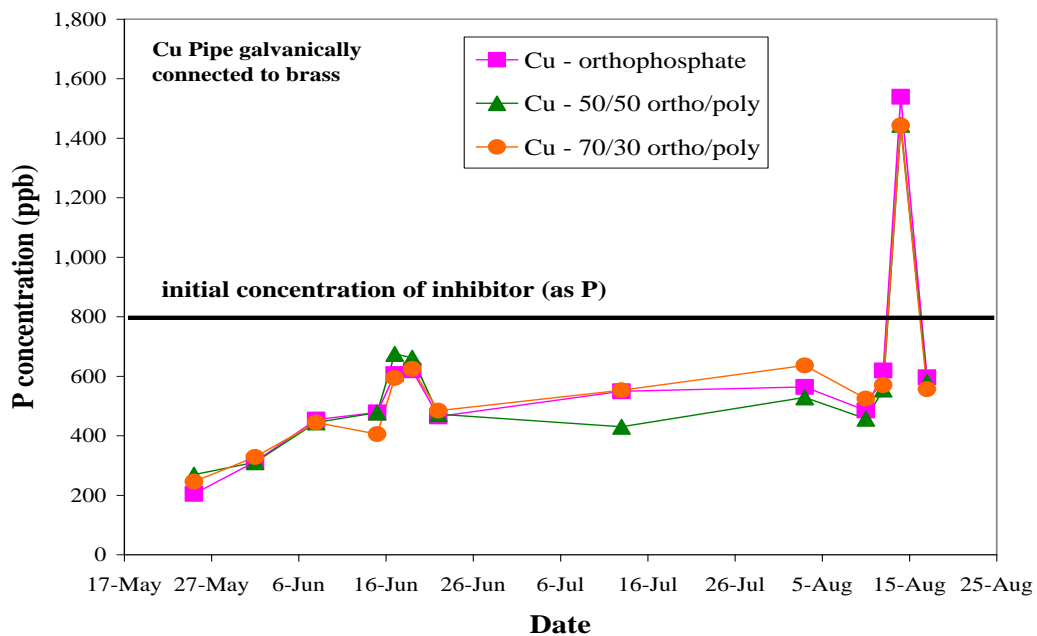 1,800
1,600
1,400
1,200
1,000
800
600
400
200
0
P concentration (ppb)
Cu Pipe galvanically
connected to brass
Cu - orthophosphate
Cu - 50/50 ortho/poly
Cu - 70/30 ortho/poly
initial concentration of inhibitor (as P)
17-May 27-May 6-Jun 16-Jun 26-Jun 6-Jul 16-Jul 26-Jul 5-Aug 15-Aug 25-Aug
Date